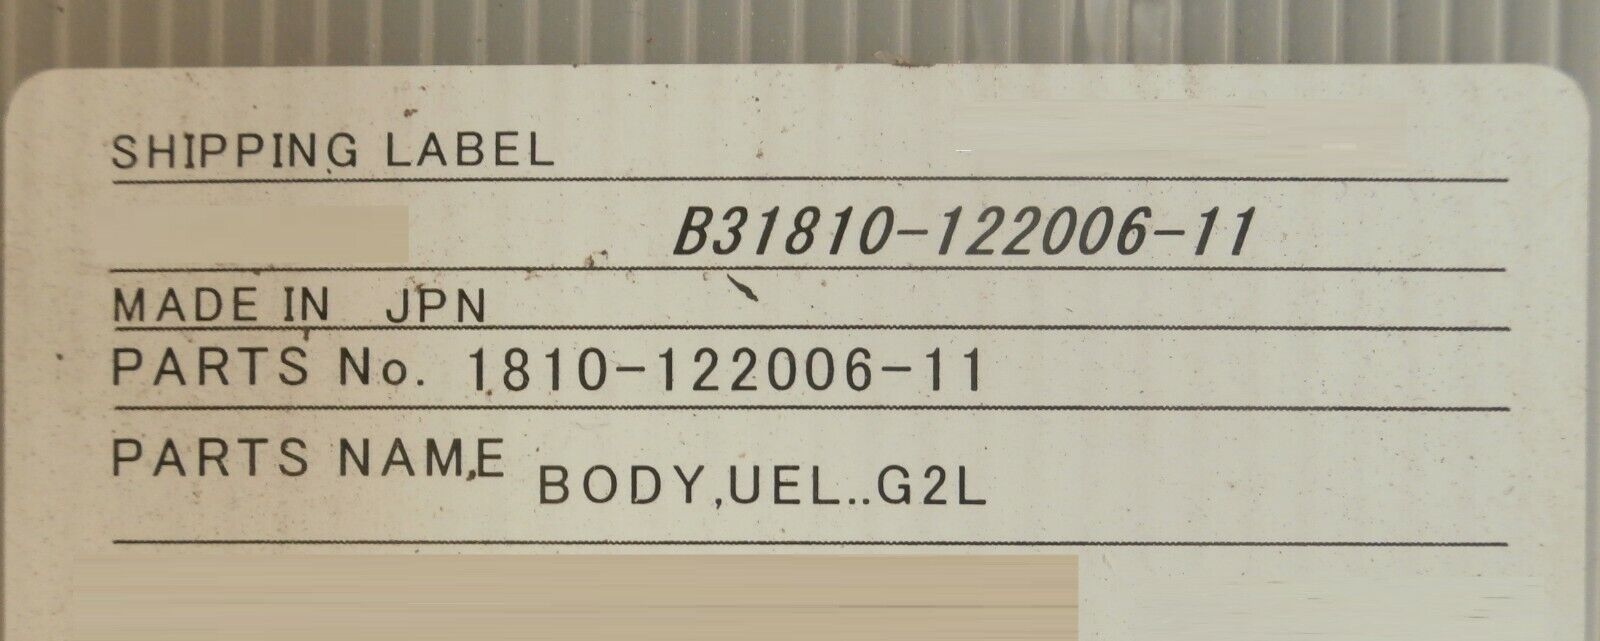 SHIPPING LABEL
B31810-122006-11
MADE IN JPN
PARTS No. 1810-122006-11
PARTS NAME BODY,UEL..G2L